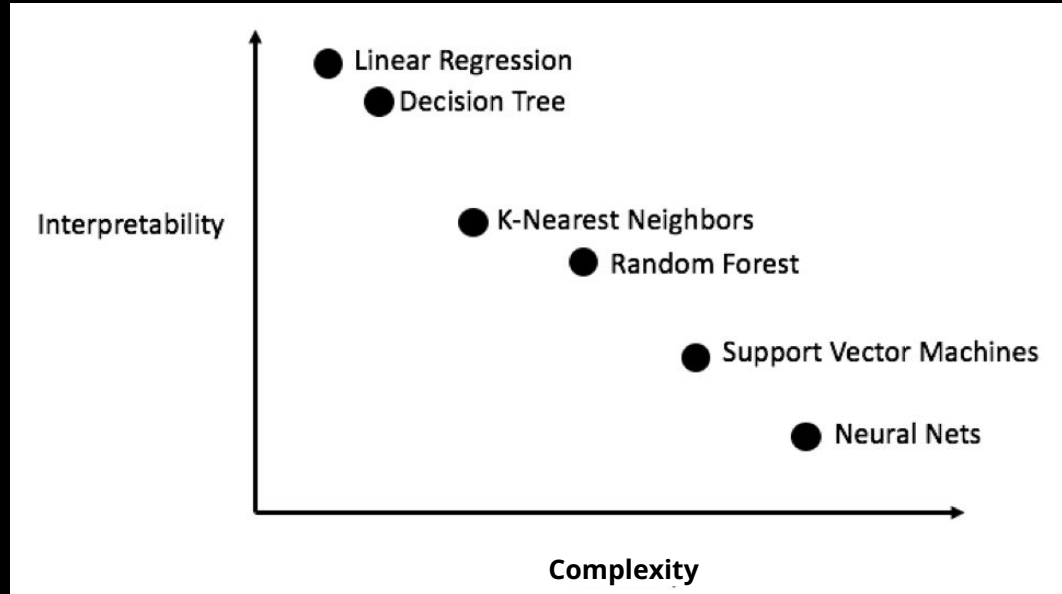 Linear Regression
Decision Tree
Interpretability
K-Nearest Neighbors
Random Forest
Support Vector Machines
Neural Nets
Complexity